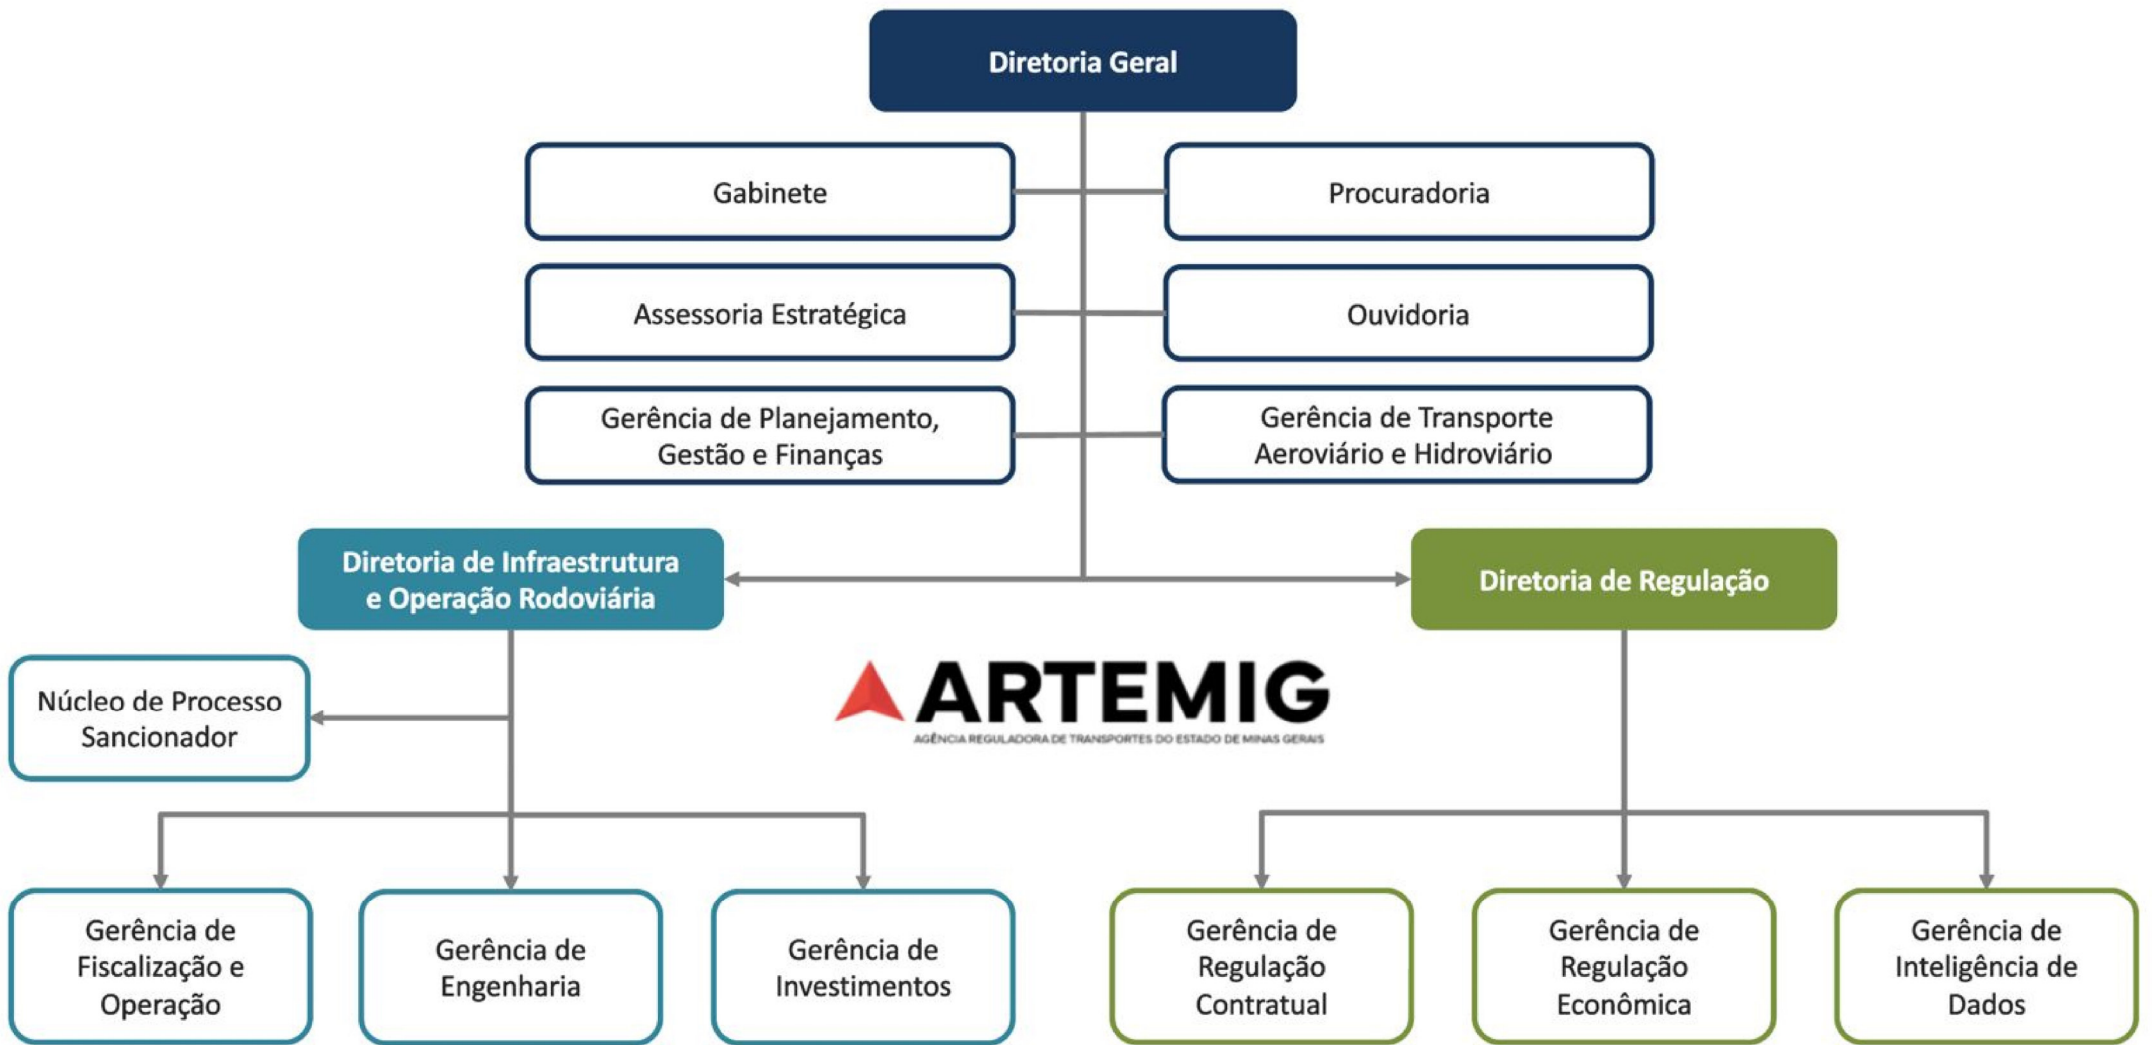 Diretoria Geral
Gabinete
Procuradoria
Assessoria Estratégica
Ouvidoria
Gerência de Planejamento,
Gestão e Finanças
Gerência de Transporte
Aeroviário e Hidroviário
Diretoria de Infraestrutura
e Operação Rodoviária
Diretoria de Regulação
Núcleo de Processo
Sancionador
ARTEMIG
AGÊNCIA REGULADORA DE TRANSPORTES DO ESTADO DE MINAS GERAIS
Gerência de
Fiscalização e
Operação
Gerência de
Engenharia
Gerência de
Investimentos
Gerência de
Regulação
Contratual
Gerência de
Regulação
Econômica
Gerência de
Inteligência de
Dados